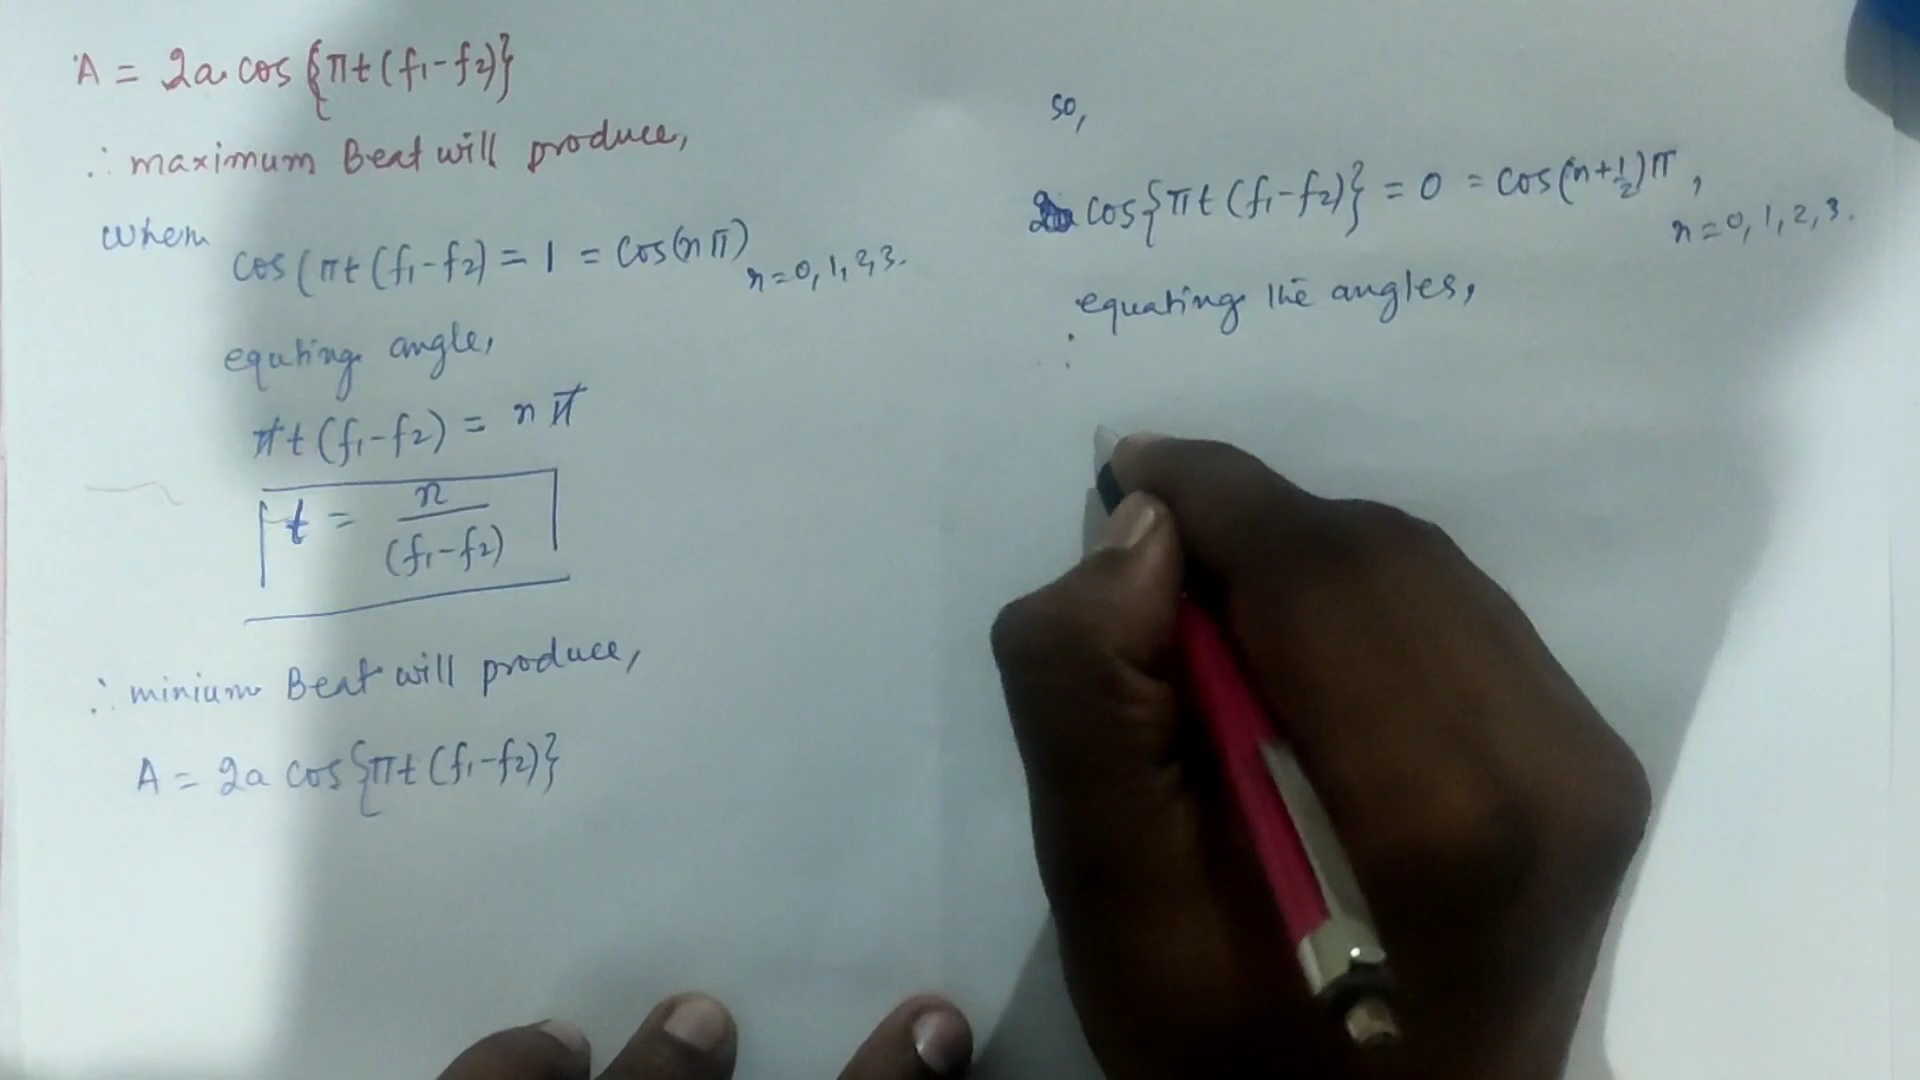 A = 2a cos {πt (f1-f2)}
∴ maximum Beat will produce,
when
cos (πt (f1-f2) = 1 = cos(nπ)
n=0, 1, 2, 3.
equting angle,
πt (f1-f2) = nπ
t = n/(f1-f2)
∴ minium Beat will produce,
A = 2a cos {πt (f1-f2)}
so,
cos{πt (f1-f2)} = 0 = cos(n+1/2)π,
n=0, 1, 2, 3.
equating the angles,
∴